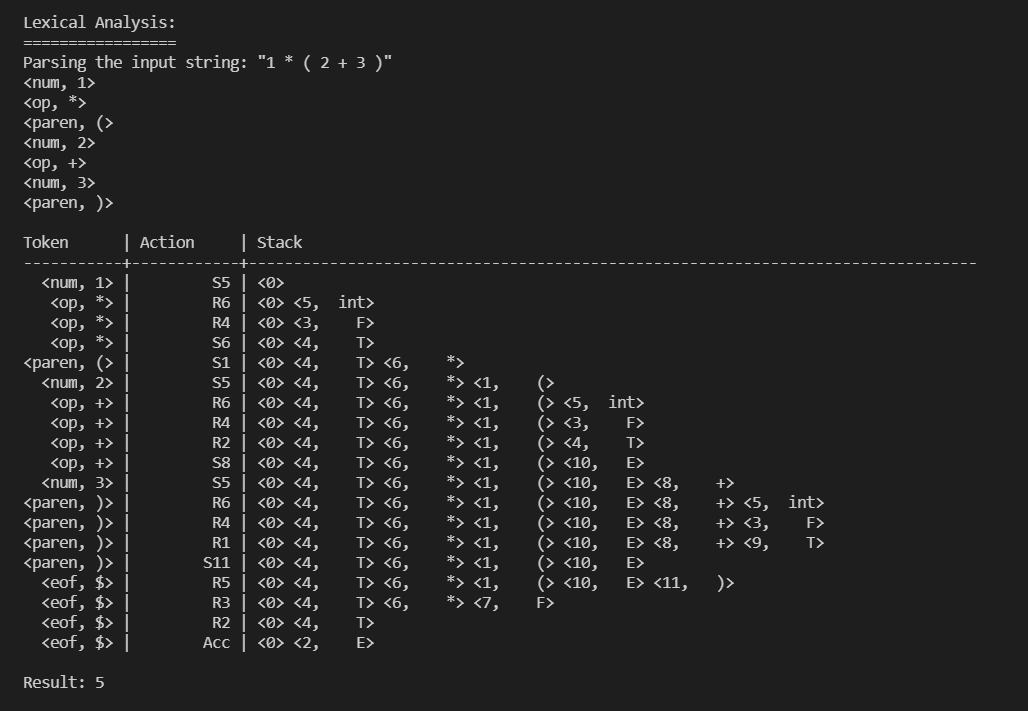 Lexical Analysis:
=================
Parsing the input string: "1 * ( 2 + 3 )"
<num, 1>
<op, *>
<paren, (>
<num, 2>
<op, +>
<num, 3>
<paren, )>
Token      | Action     | Stack
-----------+------------+---------------------------------------------------------------------------------
  <num, 1> |         S5 | <0>
   <op, *> |         R6 | <0> <5,  int>
   <op, *> |         R4 | <0> <3,    F>
   <op, *> |         S6 | <0> <4,    T>
<paren, (> |         S1 | <0> <4,    T> <6,    *>
  <num, 2> |         S5 | <0> <4,    T> <6,    *> <1,    (>
   <op, +> |         R6 | <0> <4,    T> <6,    *> <1,    (> <5,  int>
   <op, +> |         R4 | <0> <4,    T> <6,    *> <1,    (> <3,    F>
   <op, +> |         R2 | <0> <4,    T> <6,    *> <1,    (> <4,    T>
   <op, +> |         S8 | <0> <4,    T> <6,    *> <1,    (> <10,   E>
  <num, 3> |         S5 | <0> <4,    T> <6,    *> <1,    (> <10,   E> <8,    +>
<paren, )> |         R6 | <0> <4,    T> <6,    *> <1,    (> <10,   E> <8,    +> <5,  int>
<paren, )> |         R4 | <0> <4,    T> <6,    *> <1,    (> <10,   E> <8,    +> <3,    F>
<paren, )> |         R1 | <0> <4,    T> <6,    *> <1,    (> <10,   E> <8,    +> <9,    T>
<paren, )> |        S11 | <0> <4,    T> <6,    *> <1,    (> <10,   E>
  <eof, $> |         R5 | <0> <4,    T> <6,    *> <1,    (> <10,   E> <11,   )>
  <eof, $> |         R3 | <0> <4,    T> <6,    *> <7,    F>
  <eof, $> |         R2 | <0> <4,    T>
  <eof, $> |        Acc | <0> <2,    E>
Result: 5